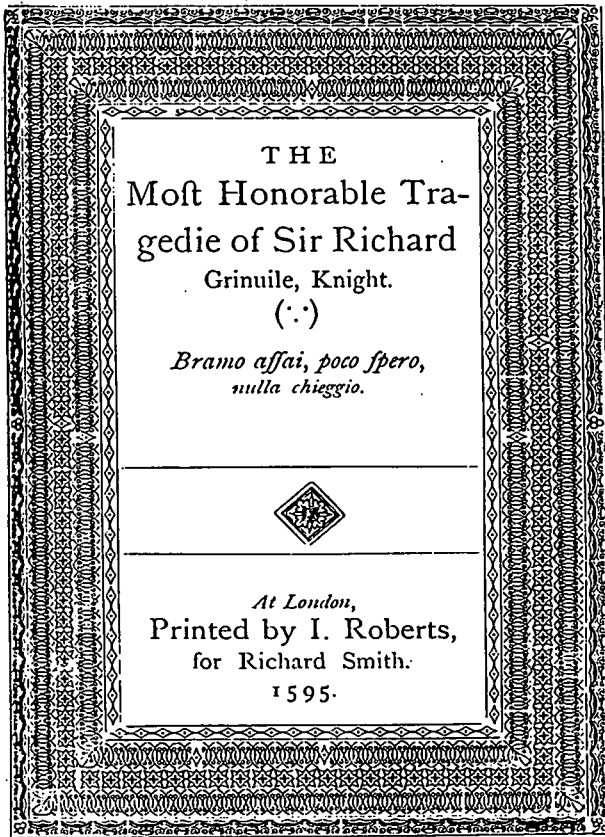 THE
Moſt Honorable Tra-
gedie of Sir Richard
Grinuile, Knight.
(∵)
Bramo aſſai, poco ſpero,
nulla chieggio.
At London,
Printed by I. Roberts,
for Richard Smith.
1595.